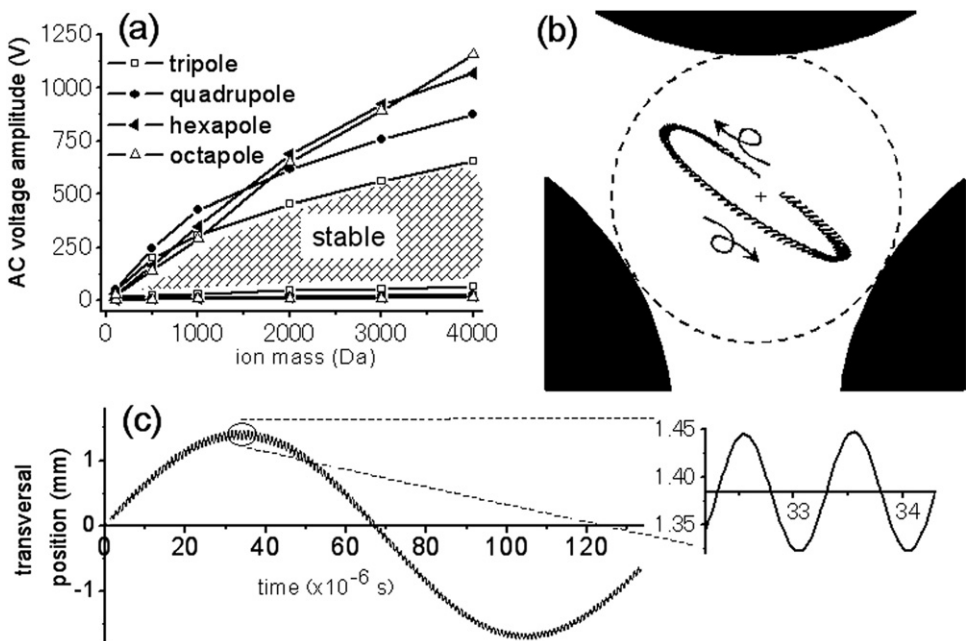 (a)
AC voltage amplitude (V)
1250
1000
750
500
250
0
tripole
quadrupole
hexapole
octapole
stable
0 500 1000 2000 3000 4000
ion mass (Da)
(b)
+
(c)
transversal
position (mm)
1
0
-1
0 20 40 60 80 100 120
time (x10⁻⁶ s)
1.45
1.40
1.35
33 34